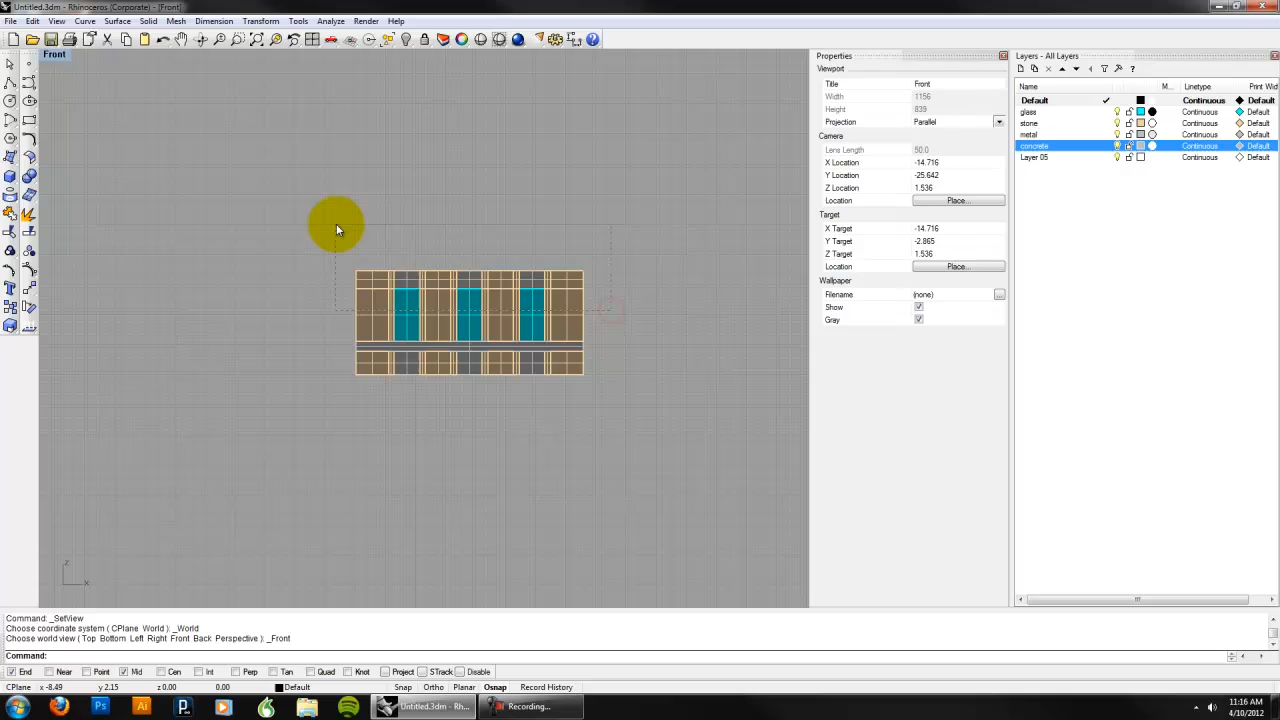 Untitled.3dm - Rhinoceros (Corporate) - [Front]
File Edit View Curve Surface Solid Mesh Dimension Transform Tools Analyze Render Help
Front
Properties
Viewport
Title Front
Width 1156
Height 839
Projection Parallel
Camera
Lens Length 50.0
X Location -14.716
Y Location -25.642
Z Location 1.536
Location Place...
Target
X Target -14.716
Y Target -2.865
Z Target 1.536
Location Place...
Wallpaper
Filename (none) ...
Show
Gray
Layers - All Layers
Name M... Linetype Print Wid
Default Continuous Default
glass Continuous Default
stone Continuous Default
metal Continuous Default
concrete Continuous Default
Layer 05 Continuous Default
z
x
Command: _SetView
Choose coordinate system ( CPlane World ): _World
Choose world view ( Top Bottom Left Right Front Back Perspective ): _Front
Command:
End Near Point Mid Cen Int Perp Tan Quad Knot Project STrack Disable
CPlane x -8.49 y 2.15 z 0.00 0.00 Default Snap Ortho Planar Osnap Record History
Untitled.3dm - Rh... Recording...
11:16 AM
4/10/2012